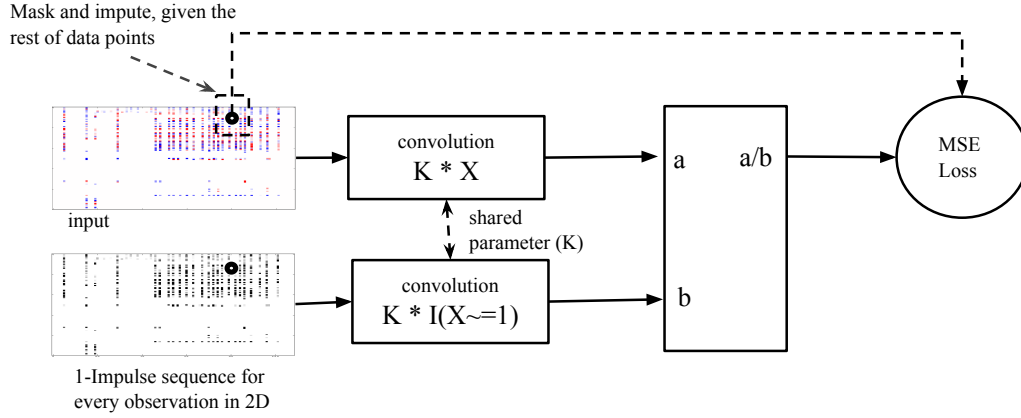 Mask and impute, given the
rest of data points
input
convolution
K * X
shared
parameter (K)
convolution
K * I(X~=1)
a
a/b
b
MSE
Loss
1-Impulse sequence for
every observation in 2D